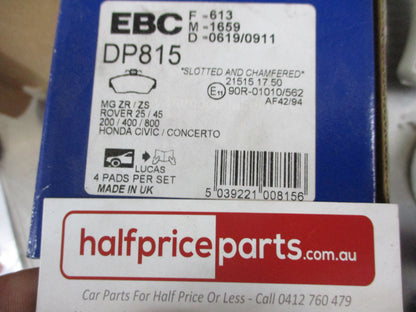 EBC
F -=613
M -=1659
D -=0619/0911
DP815
"SLOTTED AND CHAMFERED"
21515 17 50
E11 90R-01010/562
AF42/94
MG ZR / ZS
ROVER 25 / 45
200 / 400 / 800
HONDA CIVIC / CONCERTO
LUCAS
4 PADS PER SET
MADE IN UK
5 039221 008156
halfpriceparts.com.au
Car Parts For Half Price Or Less - Call 0412 760 479